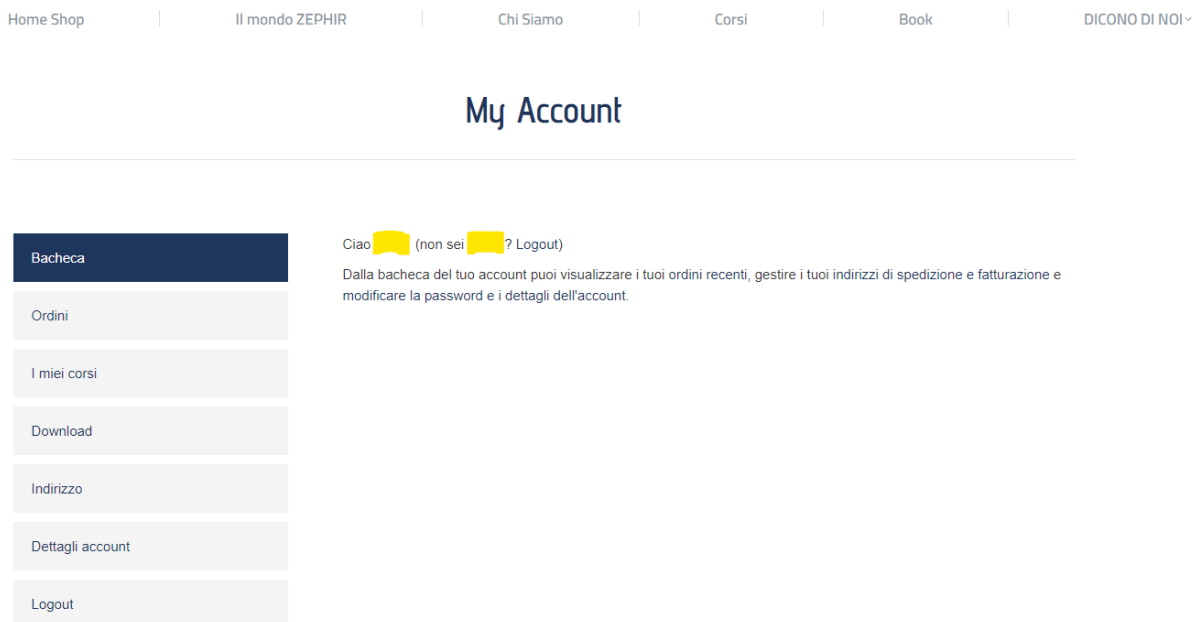 Home Shop Il mondo ZEPHIR Chi Siamo Corsi Book DICONO DI NOI
My Account
Bacheca
Ordini
I miei corsi
Download
Indirizzo
Dettagli account
Logout
Ciao (non sei ? Logout)
Dalla bacheca del tuo account puoi visualizzare i tuoi ordini recenti, gestire i tuoi indirizzi di spedizione e fatturazione e
modificare la password e i dettagli dell'account.